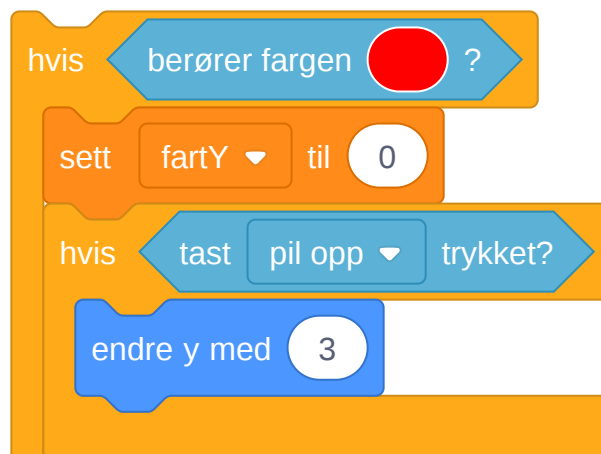 hvis berører fargen ?
sett fartY til 0
hvis tast pil opp trykket?
endre y med 3